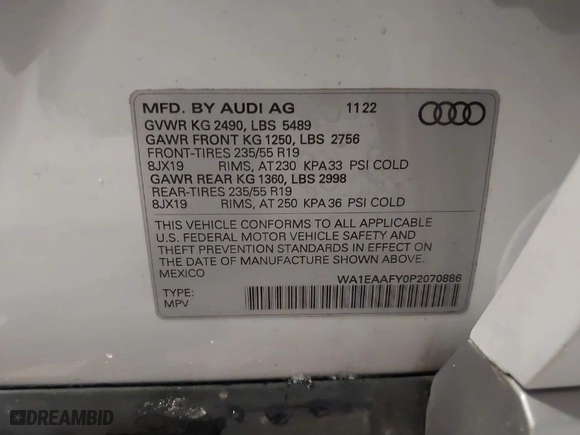 MFD. BY AUDI AG 11 22
GVWR KG 2490, LBS 5489
GAWR FRONT KG 1250, LBS 2756
FRONT-TIRES 235/55 R19
8JX19 RIMS, AT 230 KPA 33 PSI COLD
GAWR REAR KG 1360, LBS 2998
REAR-TIRES 235/55 R19
8JX19 RIMS, AT 250 KPA 36 PSI COLD
THIS VEHICLE CONFORMS TO ALL APPLICABLE
U.S. FEDERAL MOTOR VEHICLE SAFETY AND
THEFT PREVENTION STANDARDS IN EFFECT ON
THE DATE OF MANUFACTURE SHOWN ABOVE.
MEXICO
WA1EAAFY0P2070886
TYPE:
MPV
DREAMBID